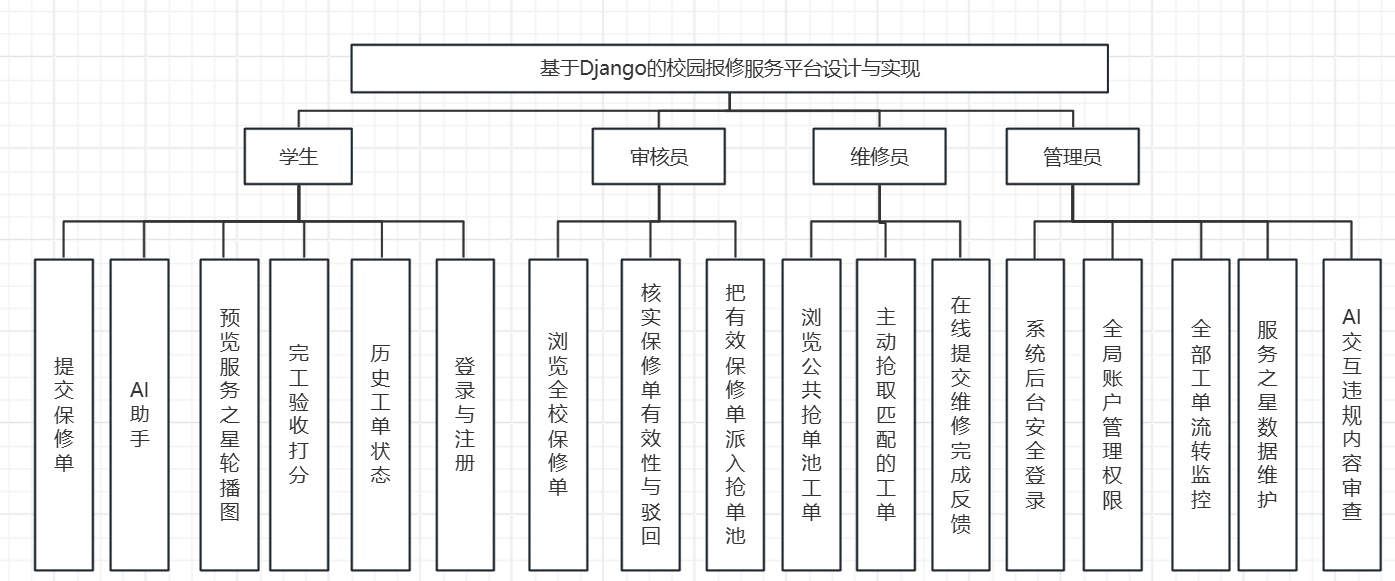 基于Django的校园报修服务平台设计与实现
学生
审核员
维修员
管理员
提交保修单
AI助手
预览服务之星轮播图
完工验收打分
历史工单状态
登录与注册
浏览全校保修单
核实保修单有效性与驳回
把有效保修单派入抢单池
浏览公共抢单池工单
主动抢取匹配的工单
在线提交维修完成反馈
系统后台安全登录
全局账户管理权限
全部工单流转监控
服务之星数据维护
AI交互违规内容审查